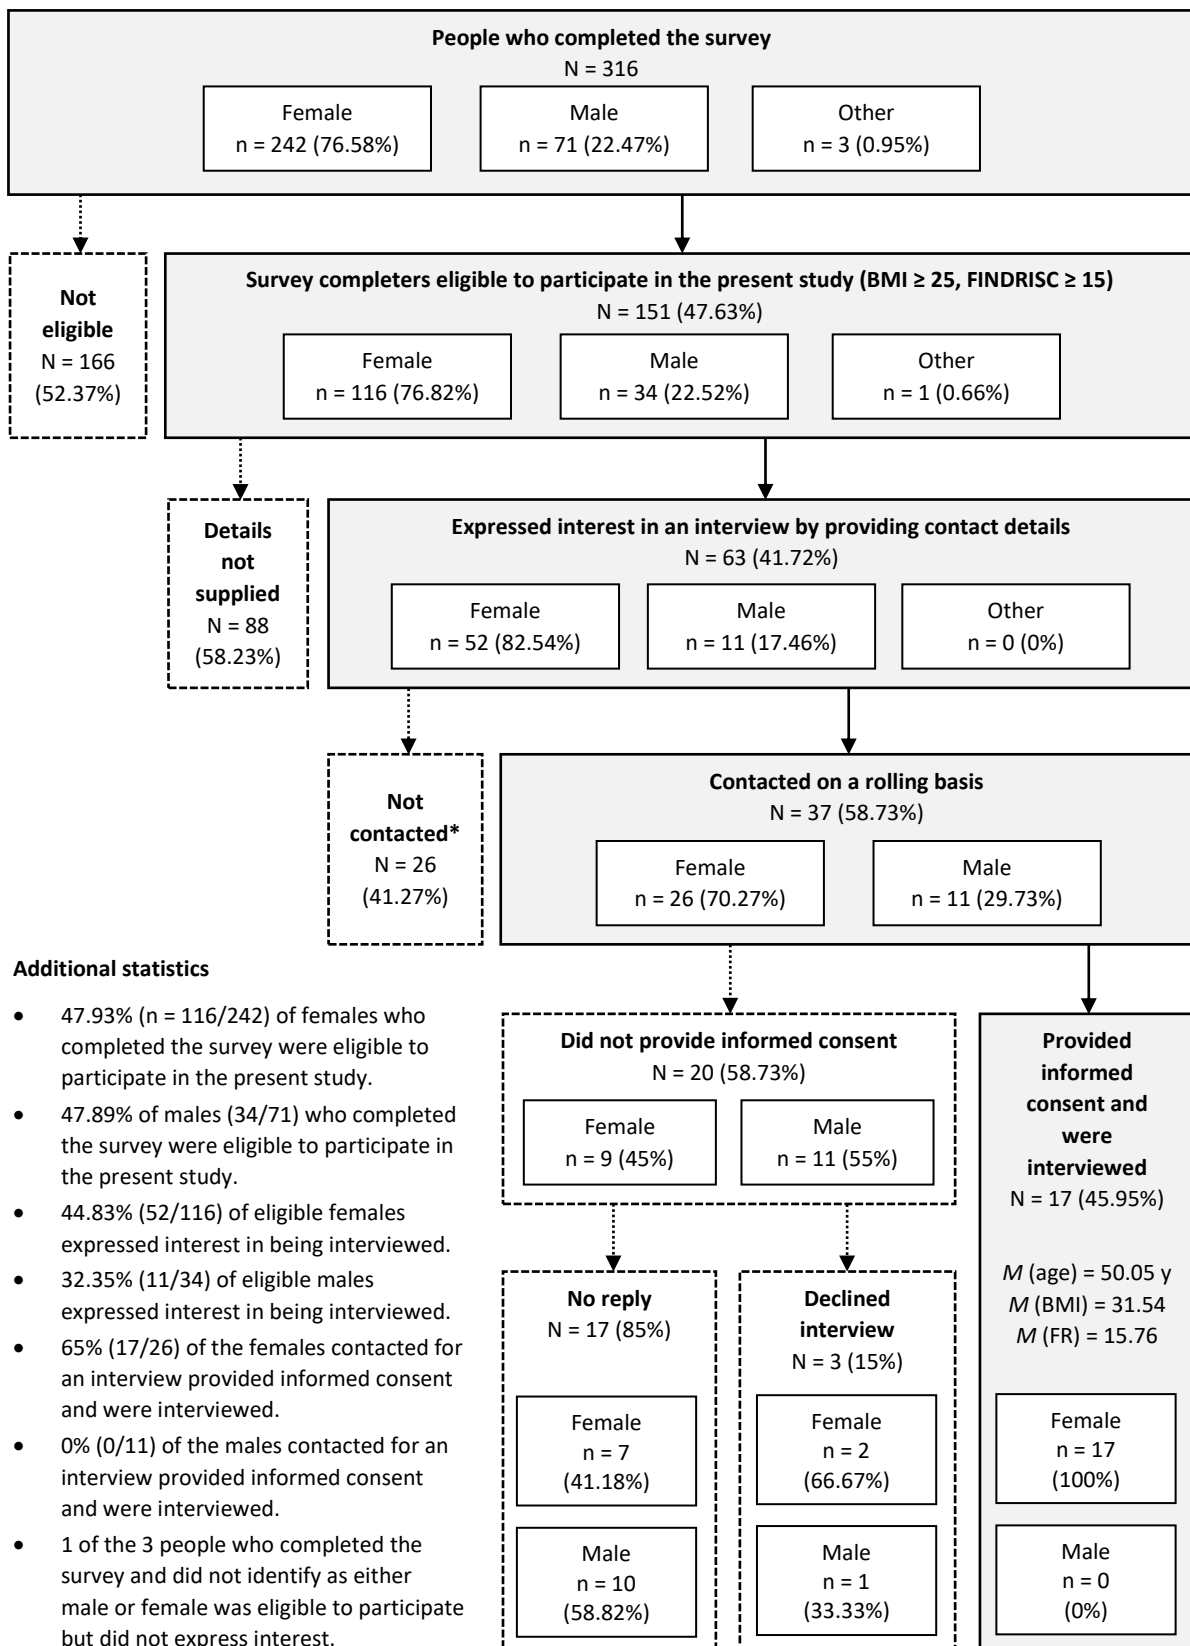 People who completed the survey
N = 316
Female
n = 242 (76.58%)
Male
n = 71 (22.47%)
Other
n = 3 (0.95%)
Not
eligible
N = 166
(52.37%)
Survey completers eligible to participate in the present study (BMI ≥ 25, FINDRISC ≥ 15)
N = 151 (47.63%)
Female
n = 116 (76.82%)
Male
n = 34 (22.52%)
Other
n = 1 (0.66%)
Details
not
supplied
N = 88
(58.23%)
Expressed interest in an interview by providing contact details
N = 63 (41.72%)
Female
n = 52 (82.54%)
Male
n = 11 (17.46%)
Other
n = 0 (0%)
Not
contacted*
N = 26
(41.27%)
Contacted on a rolling basis
N = 37 (58.73%)
Female
n = 26 (70.27%)
Male
n = 11 (29.73%)
Did not provide informed consent
N = 20 (58.73%)
Female
n = 9 (45%)
Male
n = 11 (55%)
No reply
N = 17 (85%)
Female
n = 7
(41.18%)
Male
n = 10
(58.82%)
Declined
interview
N = 3 (15%)
Female
n = 2
(66.67%)
Male
n = 1
(33.33%)
Provided
informed
consent and
were
interviewed
N = 17 (45.95%)
M (age) = 50.05 y
M (BMI) = 31.54
M (FR) = 15.76
Female
n = 17
(100%)
Male
n = 0
(0%)
Additional statistics
• 47.93% (n = 116/242) of females who
completed the survey were eligible to
participate in the present study.
• 47.89% of males (34/71) who completed
the survey were eligible to participate in
the present study.
• 44.83% (52/116) of eligible females
expressed interest in being interviewed.
• 32.35% (11/34) of eligible males
expressed interest in being interviewed.
• 65% (17/26) of the females contacted for
an interview provided informed consent
and were interviewed.
• 0% (0/11) of the males contacted for an
interview provided informed consent
and were interviewed.
• 1 of the 3 people who completed the
survey and did not identify as either
male or female was eligible to participate
but did not express interest.